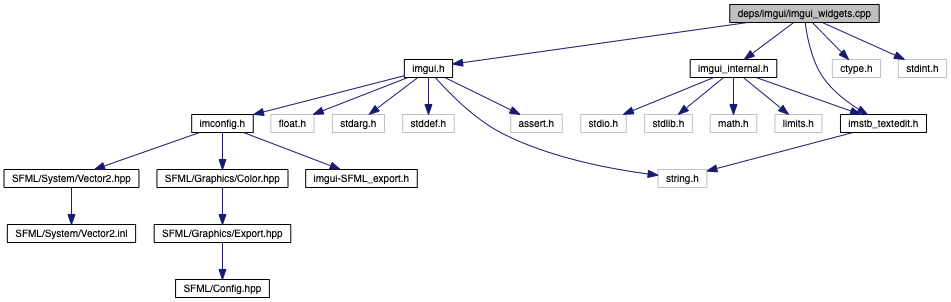 deps/imgui/imgui_widgets.cpp
imgui.h
imgui_internal.h
ctype.h
stdint.h
imconfig.h
float.h
stdarg.h
stddef.h
assert.h
stdio.h
stdlib.h
math.h
limits.h
imstb_textedit.h
SFML/System/Vector2.hpp
SFML/Graphics/Color.hpp
imgui-SFML_export.h
string.h
SFML/System/Vector2.inl
SFML/Graphics/Export.hpp
SFML/Config.hpp